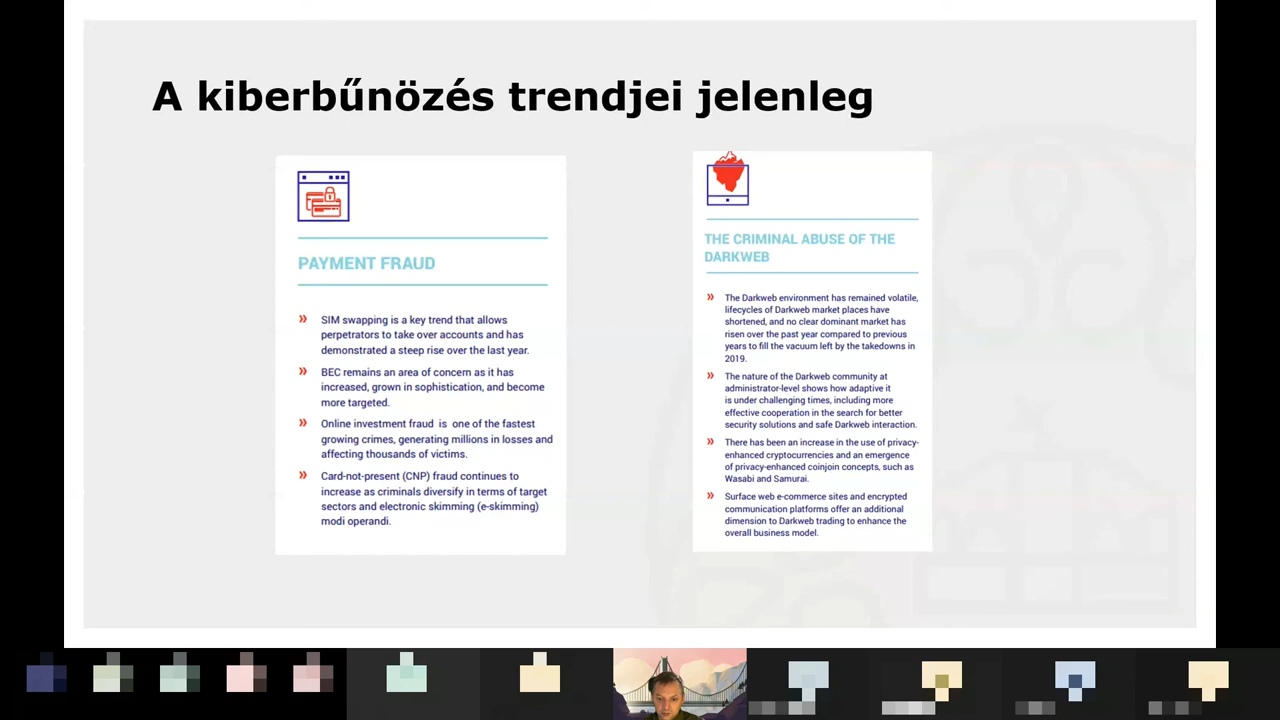 A kiberbűnözés trendjei jelenleg
PAYMENT FRAUD
» SIM swapping is a key trend that allows
perpetrators to take over accounts and has
demonstrated a steep rise over the last year.
» BEC remains an area of concern as it has
increased, grown in sophistication, and become
more targeted.
» Online investment fraud is one of the fastest
growing crimes, generating millions in losses and
affecting thousands of victims.
» Card-not-present (CNP) fraud continues to
increase as criminals diversify in terms of target
sectors and electronic skimming (e-skimming)
modi operandi.
THE CRIMINAL ABUSE OF THE
DARKWEB
» The Darkweb environment has remained volatile,
lifecycles of Darkweb market places have
shortened, and no clear dominant market has
risen over the past year compared to previous
years to fill the vacuum left by the takedowns in
2019.
» The nature of the Darkweb community at
administrator-level shows how adaptive it
is under challenging times, including more
effective cooperation in the search for better
security solutions and safe Darkweb interaction.
» There has been an increase in the use of privacy-
enhanced cryptocurrencies and an emergence
of privacy-enhanced coinjoin concepts, such as
Wasabi and Samurai.
» Surface web e-commerce sites and encrypted
communication platforms offer an additional
dimension to Darkweb trading to enhance the
overall business model.